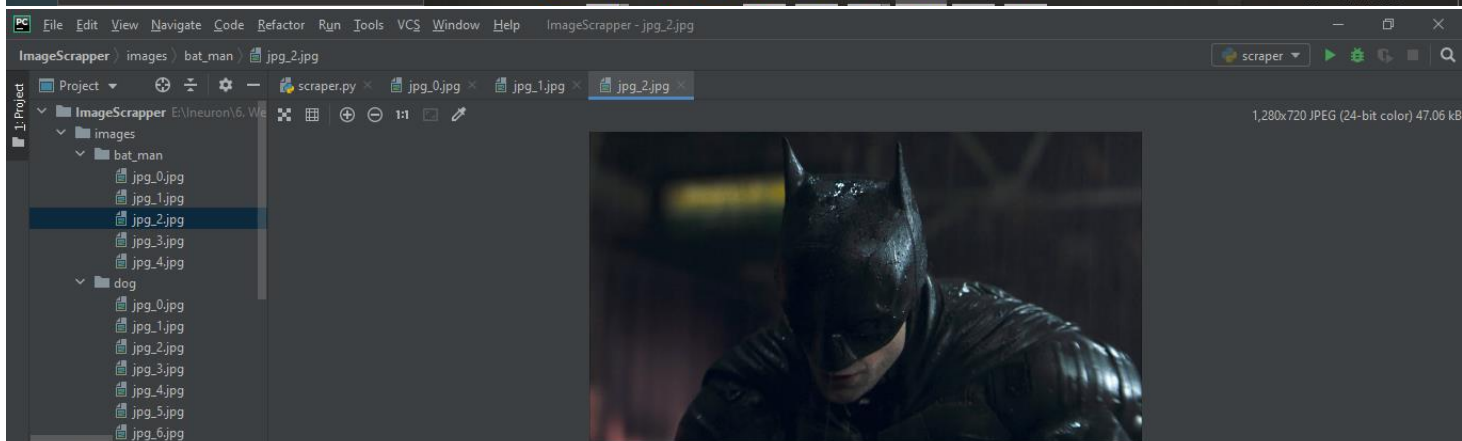 PC File Edit View Navigate Code Refactor Run Tools VCS Window Help ImageScrapper - jpg_2.jpg
ImageScrapper images bat_man jpg_2.jpg scraper
1: Project
Project scraper.py jpg_0.jpg jpg_1.jpg jpg_2.jpg
ImageScrapper E:\Ineuron\6. We 1:1 1,280x720 JPEG (24-bit color) 47.06 kB
images
bat_man
jpg_0.jpg
jpg_1.jpg
jpg_2.jpg
jpg_3.jpg
jpg_4.jpg
dog
jpg_0.jpg
jpg_1.jpg
jpg_2.jpg
jpg_3.jpg
jpg_4.jpg
jpg_5.jpg
jpg_6.jpg